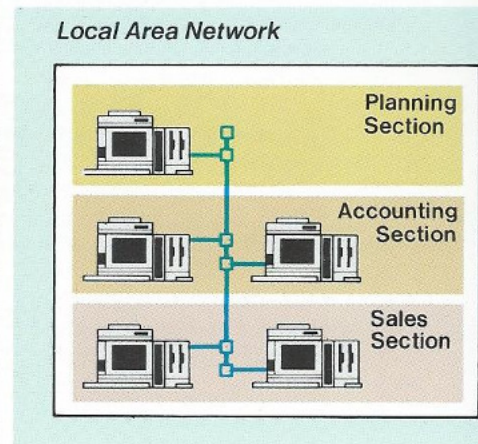 Local Area Network
Planning
Section
Accounting
Section
Sales
Section